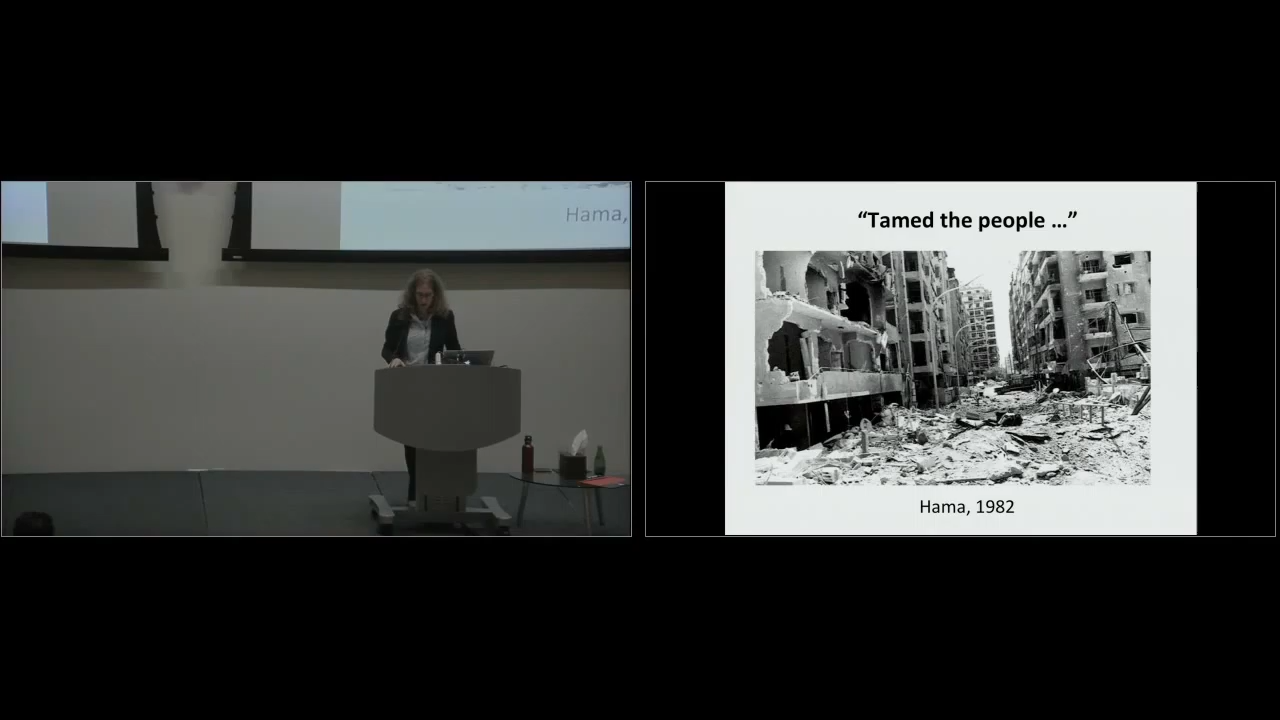 Hama,
“Tamed the people ...”
Hama, 1982